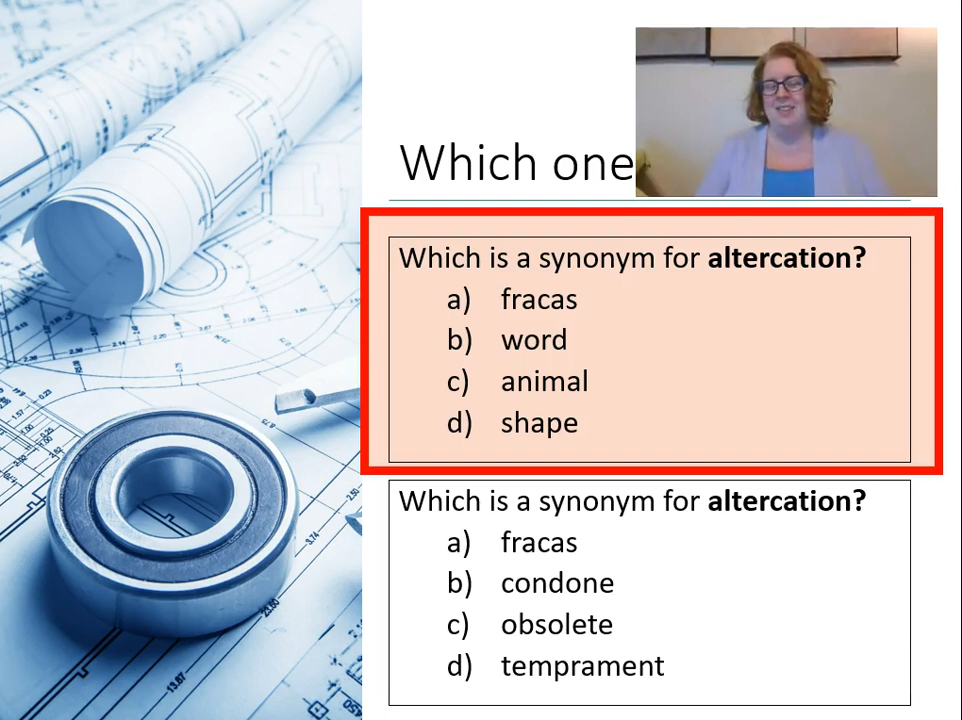 Which one
Which is a synonym for altercation?
a) fracas
b) word
c) animal
d) shape
Which is a synonym for altercation?
a) fracas
b) condone
c) obsolete
d) temprament